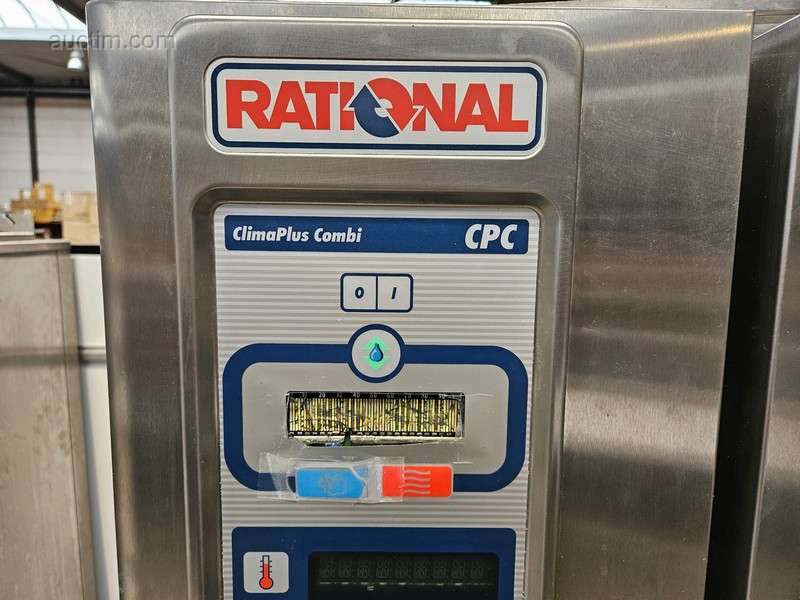 auctim.com
RATIONAL
ClimaPlus Combi CPC
0 I